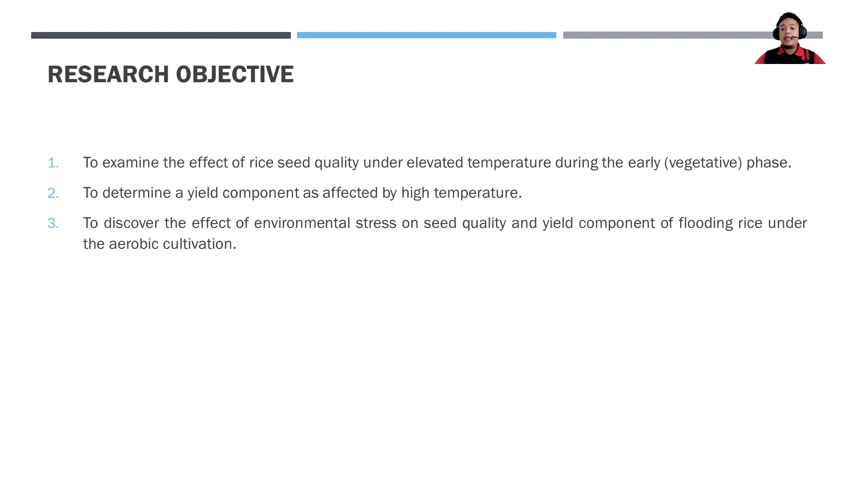 RESEARCH OBJECTIVE
1. To examine the effect of rice seed quality under elevated temperature during the early (vegetative) phase.
2. To determine a yield component as affected by high temperature.
3. To discover the effect of environmental stress on seed quality and yield component of flooding rice under
the aerobic cultivation.